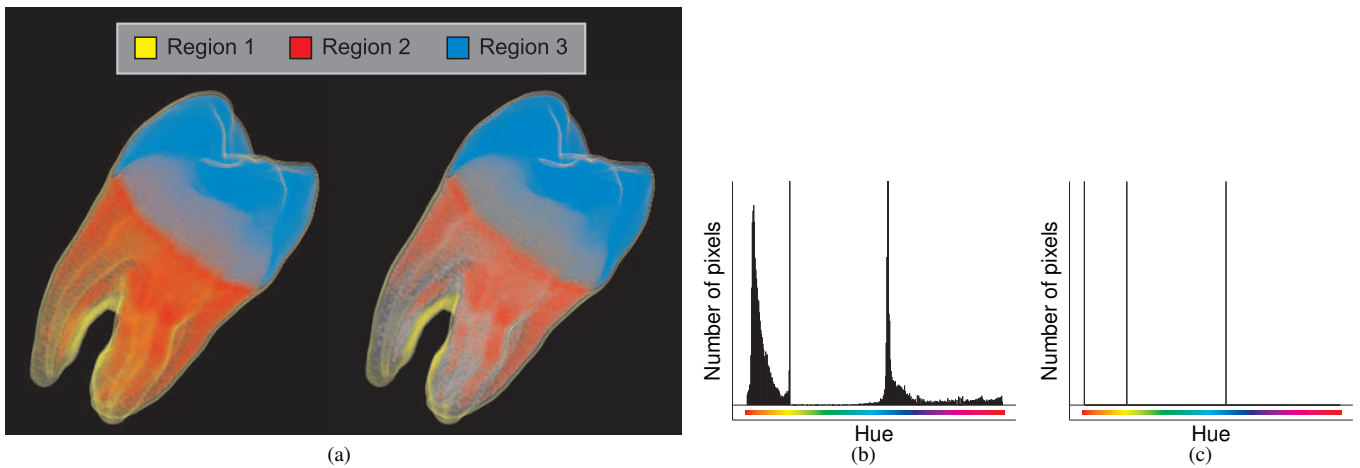 Region 1 Region 2 Region 3
Number of pixels
Hue
Number of pixels
Hue
(a)
(b)
(c)